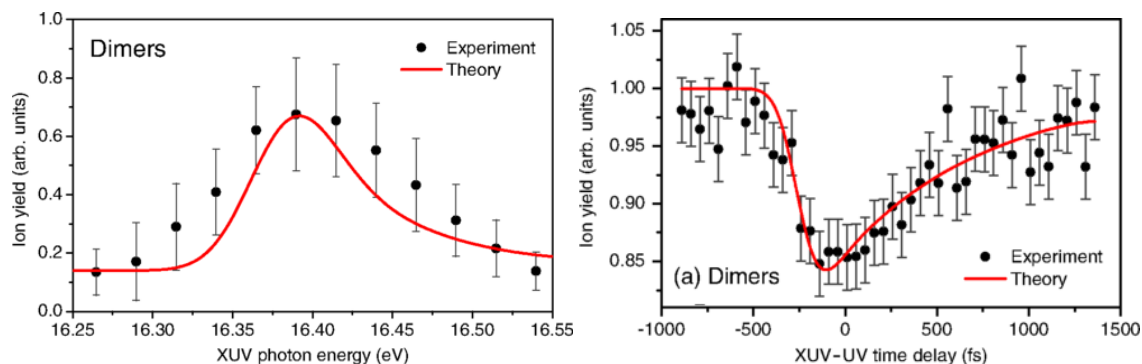 Dimers
Experiment
Theory
Ion yield (arb. units)
1.0
0.8
0.6
0.4
0.2
0.0
16.25
16.30
16.35
16.40
16.45
16.50
16.55
XUV photon energy (eV)
Experiment
Theory
(a) Dimers
Ion yield (arb. units)
1.05
1.00
0.95
0.90
0.85
-1000
-500
0
500
1000
1500
XUV-UV time delay (fs)